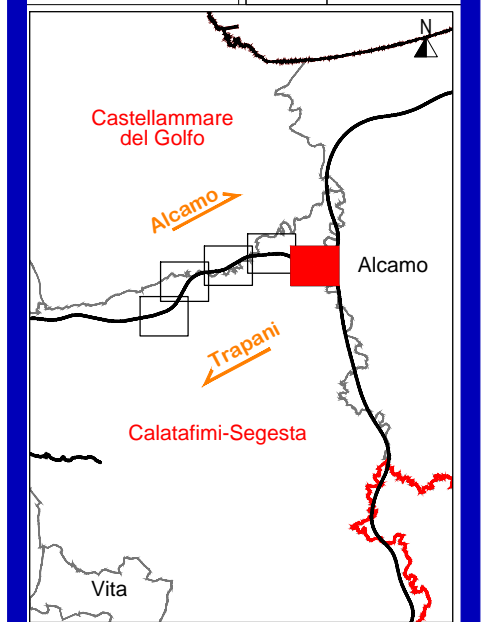 N
Castellammare
del Golfo
Alcamo
Alcamo
Trapani
Calatafimi-Segesta
Vita